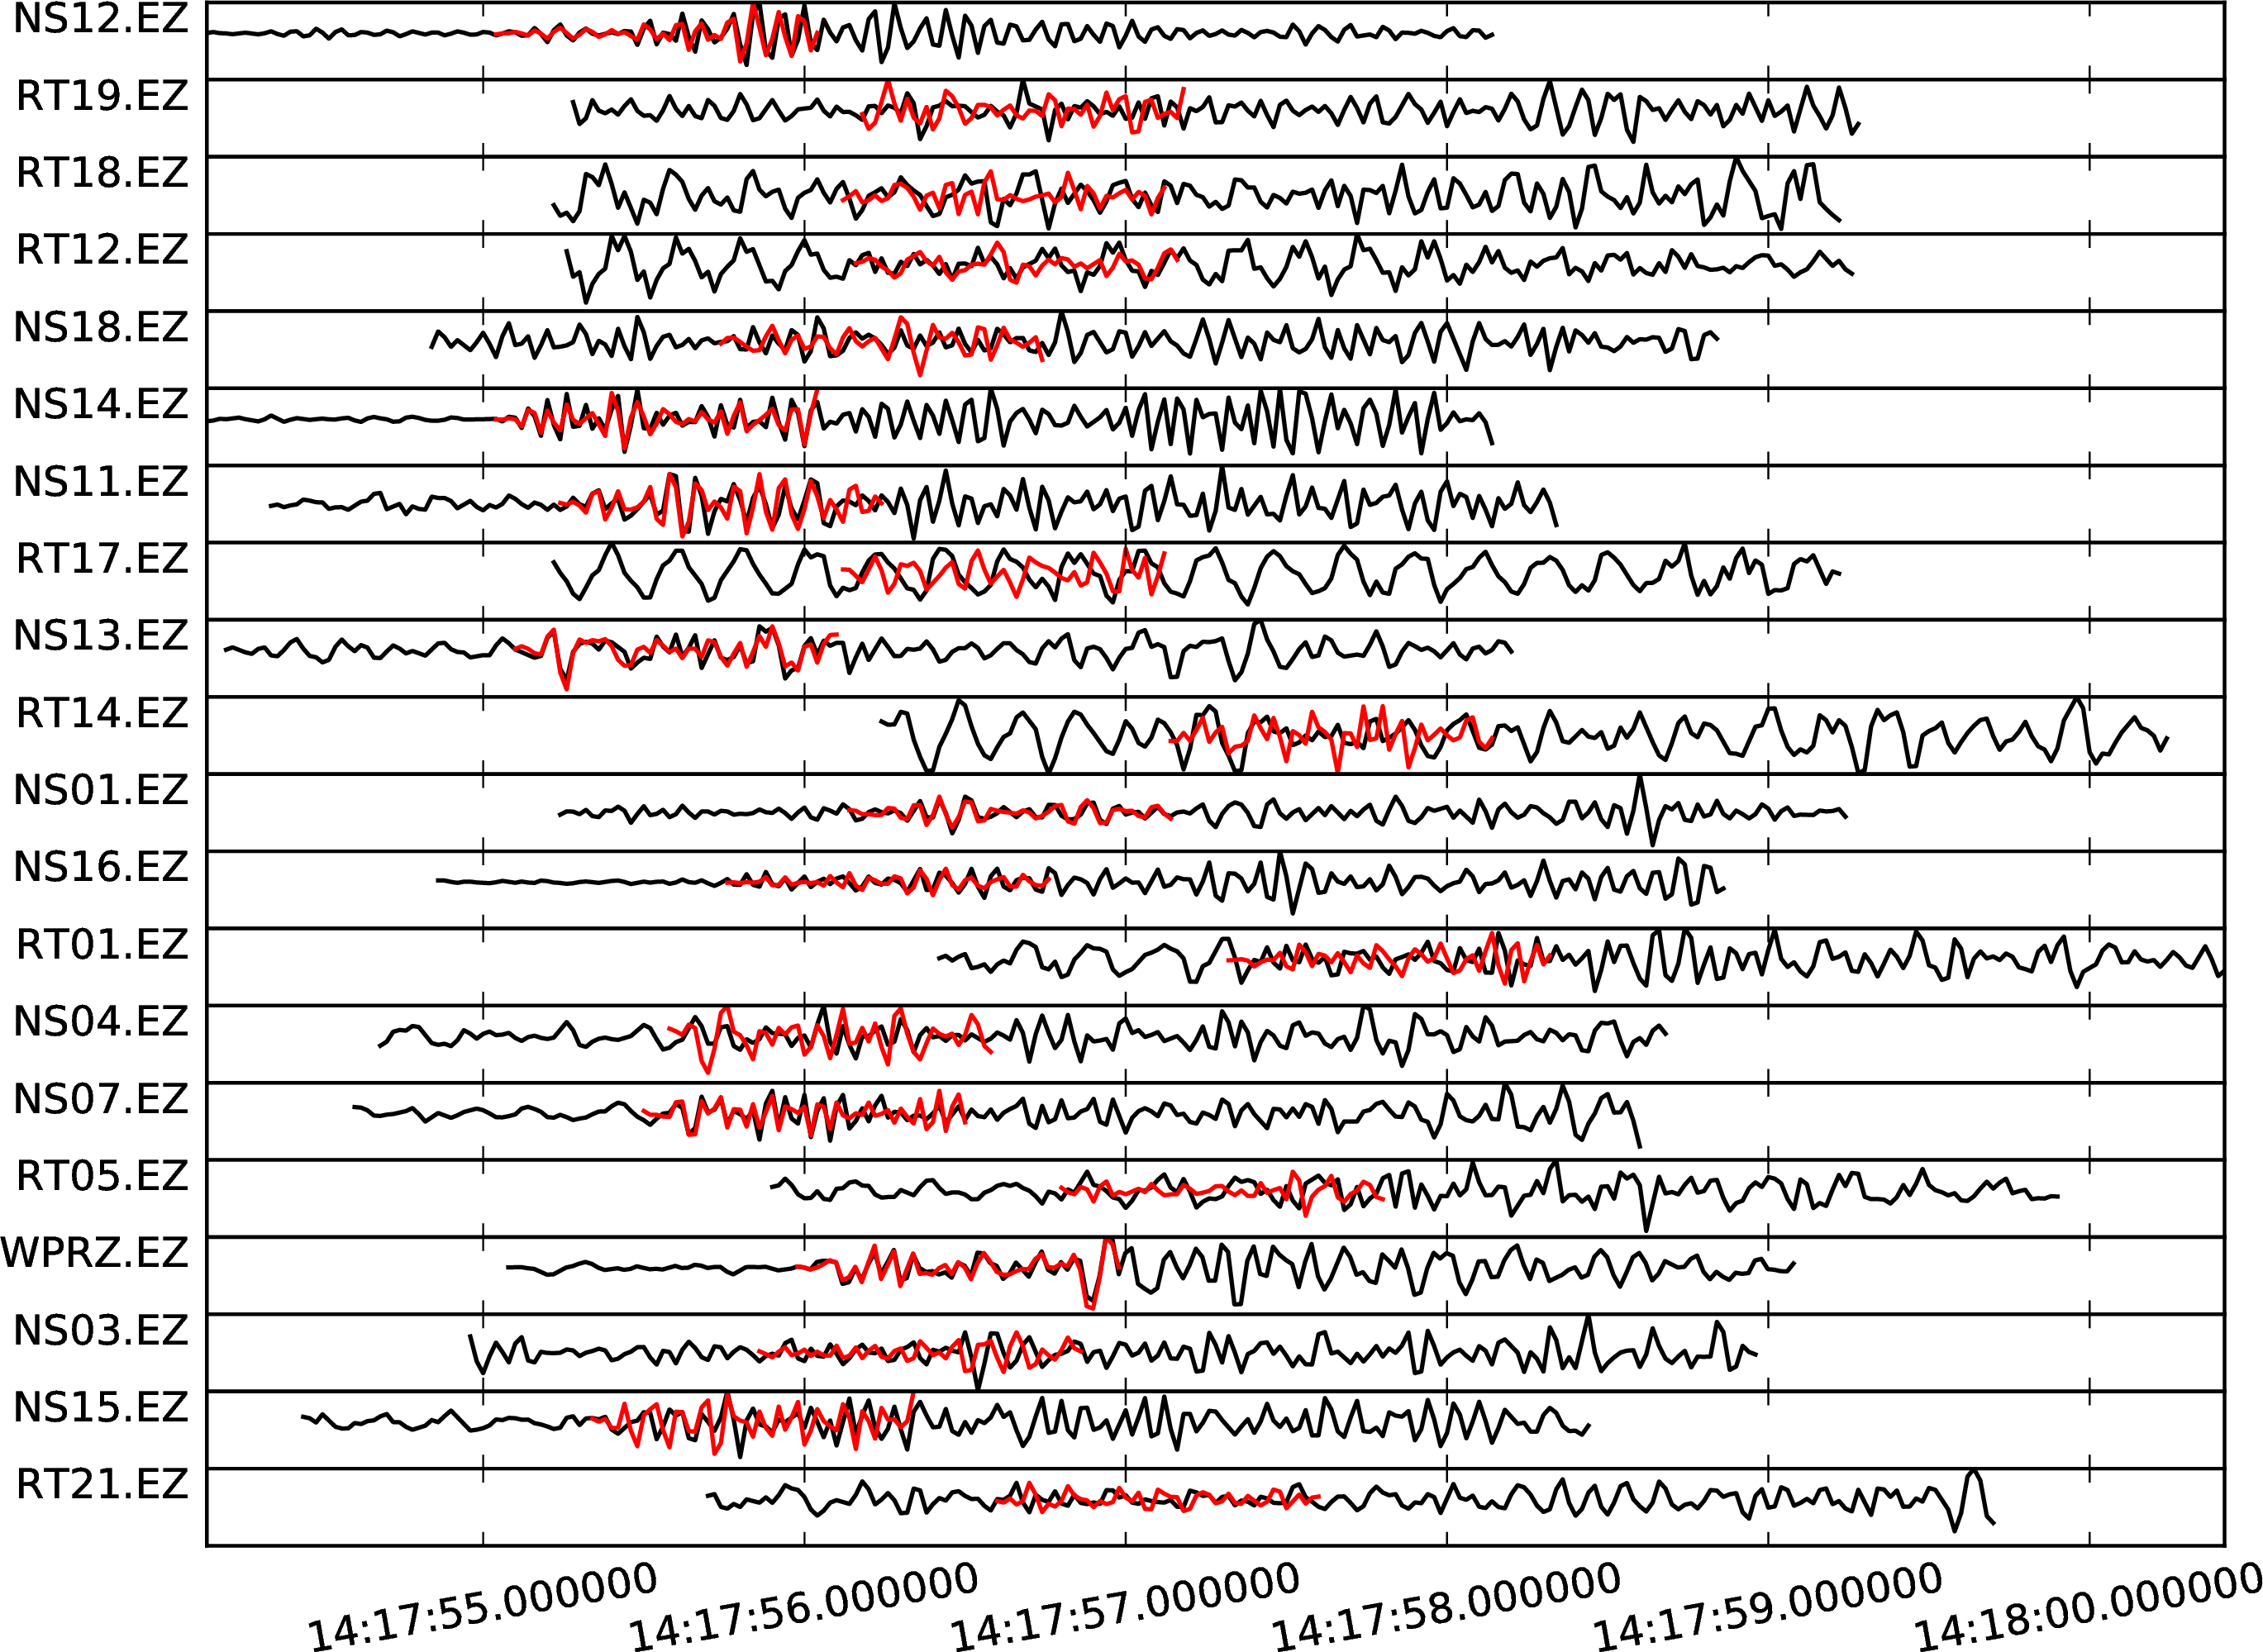 NS12.EZ
RT19.EZ
RT18.EZ
RT12.EZ
NS18.EZ
NS14.EZ
NS11.EZ
RT17.EZ
NS13.EZ
RT14.EZ
NS01.EZ
NS16.EZ
RT01.EZ
NS04.EZ
NS07.EZ
RT05.EZ
WPRZ.EZ
NS03.EZ
NS15.EZ
RT21.EZ
14:17:55.000000
14:17:56.000000
14:17:57.000000
14:17:58.000000
14:17:59.000000
14:18:00.000000